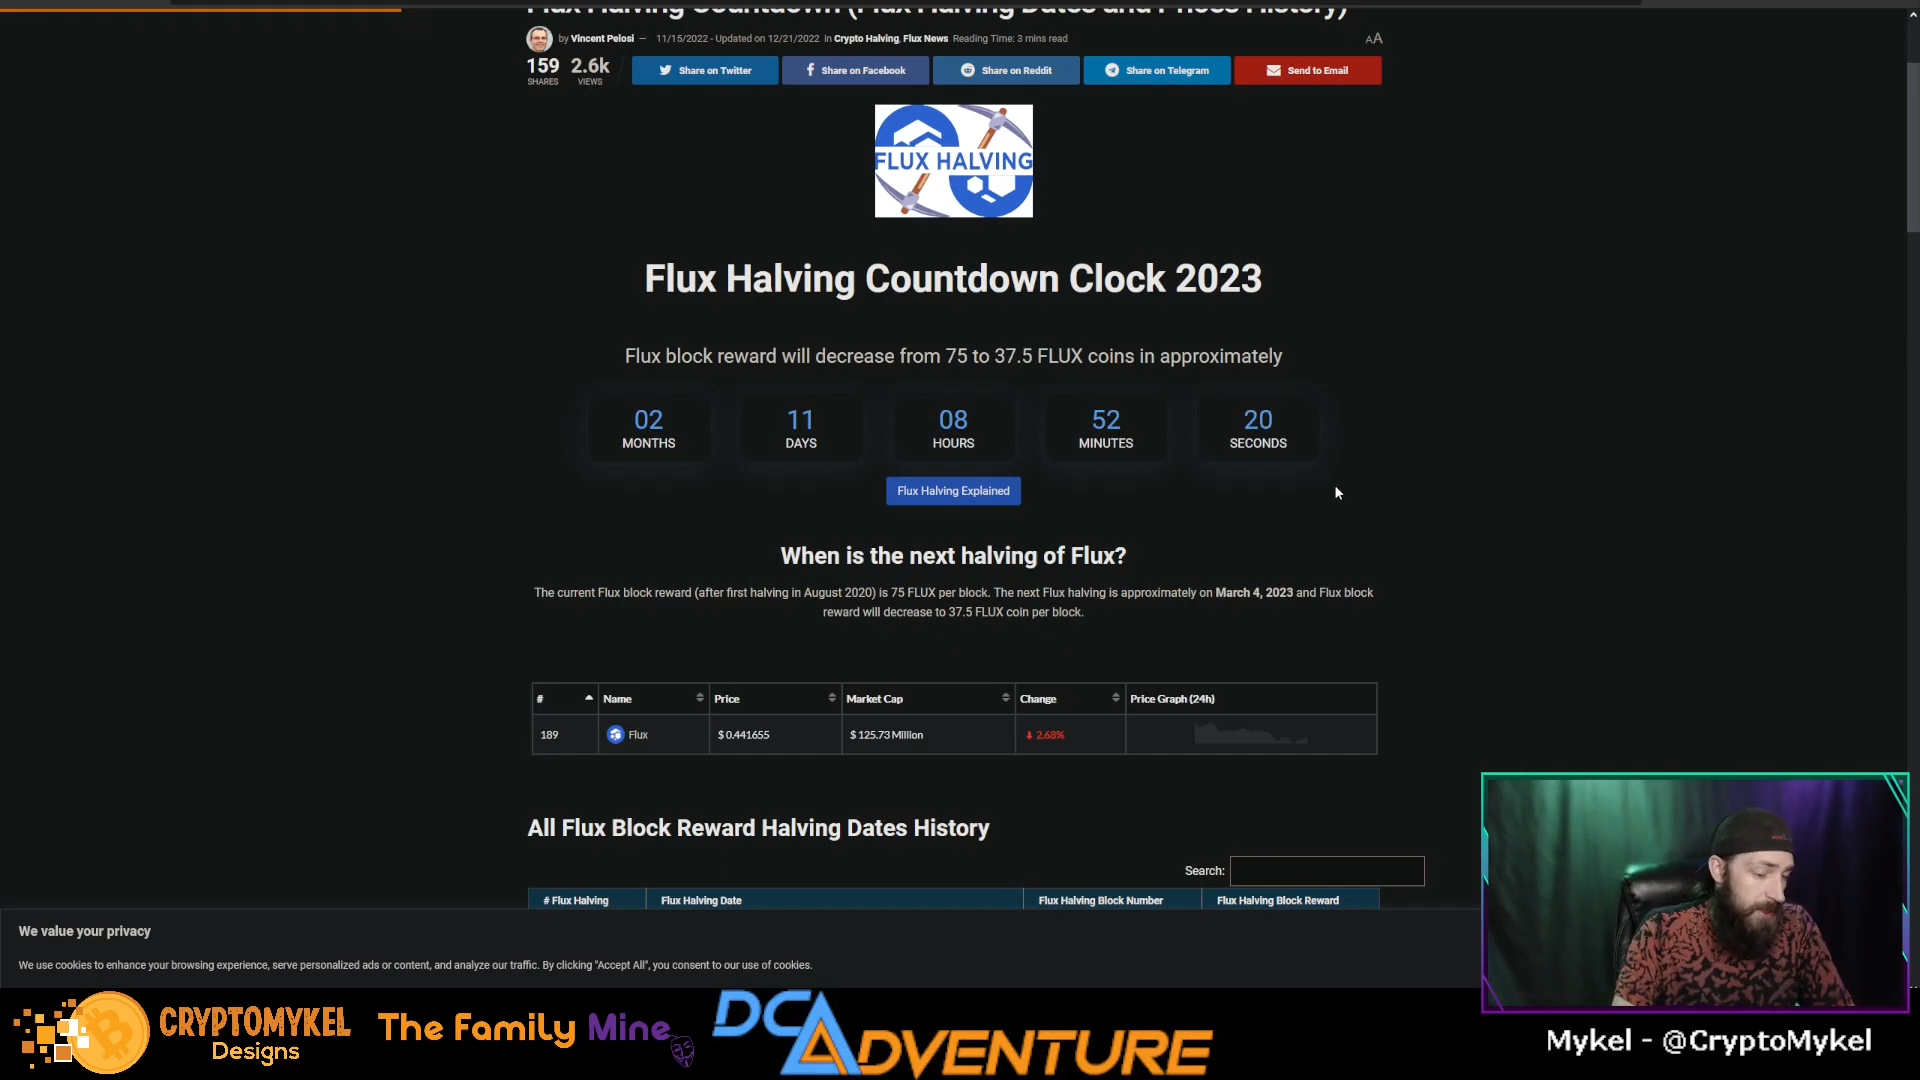 Flux Halving Countdown (Flux Halving Dates and Prices History)
by Vincent Pelosi — 11/15/2022 - Updated on 12/21/2022 in Crypto Halving, Flux News Reading Time: 3 mins read
AA
159
SHARES
2.6k
VIEWS
Share on Twitter
Share on Facebook
Share on Reddit
Share on Telegram
Send to Email
FLUX HALVING
Flux Halving Countdown Clock 2023
Flux block reward will decrease from 75 to 37.5 FLUX coins in approximately
02 11 08 52 20
MONTHS DAYS HOURS MINUTES SECONDS
Flux Halving Explained
When is the next halving of Flux?
The current Flux block reward (after first halving in August 2020) is 75 FLUX per block. The next Flux halving is approximately on March 4, 2023 and Flux block
reward will decrease to 37.5 FLUX coin per block.
# Name Price Market Cap Change Price Graph (24h)
189 Flux $ 0.441655 $ 125.73 Million 2.68%
All Flux Block Reward Halving Dates History
Search:
# Flux Halving Flux Halving Date Flux Halving Block Number Flux Halving Block Reward
We value your privacy
We use cookies to enhance your browsing experience, serve personalized ads or content, and analyze our traffic. By clicking "Accept All", you consent to our use of cookies.
CRYPTOMYKEL
Designs
The Family Mine
DCADVENTURE
Mykel - @CryptoMykel